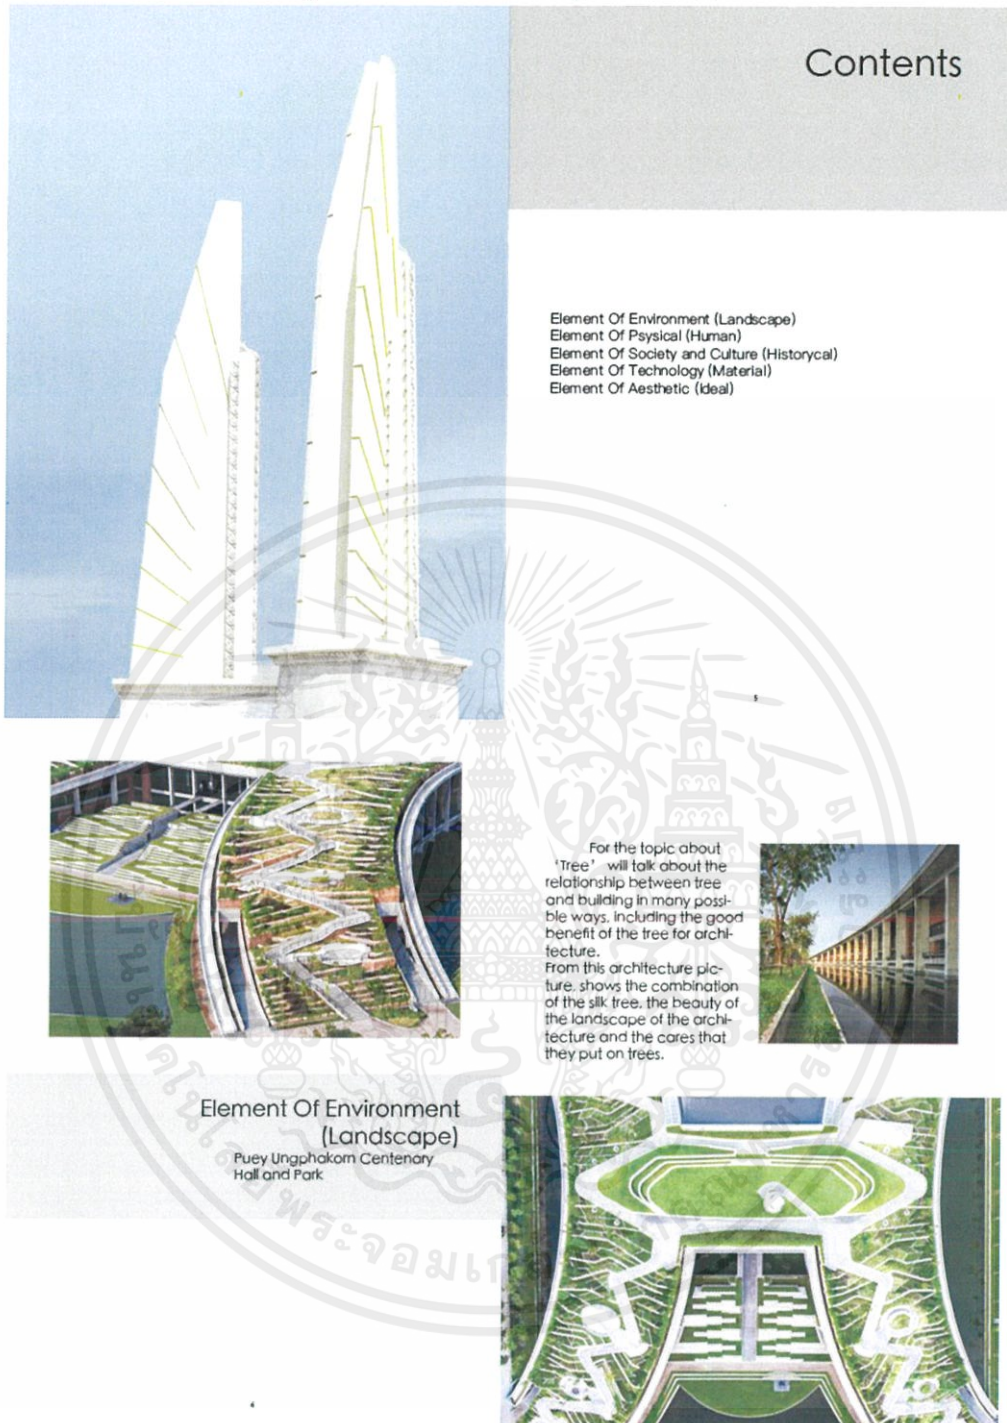 Contents
Element Of Environment (Landscape)
Element Of Psysical (Human)
Element Of Society and Culture (Historycal)
Element Of Technology (Material)
Element Of Aesthetic (Ideal)
5
For the topic about
'Tree' will talk about the
relationship between tree
and building in many possi-
ble ways, including the good
benefit of the tree for archi-
tecture.
From this architecture pic-
ture, shows the combination
of the silk tree, the beauty of
the landscape of the archi-
tecture and the cares that
they put on trees.
Element Of Environment
(Landscape)
Puey Ungphakorn Centenary
Hall and Park
4